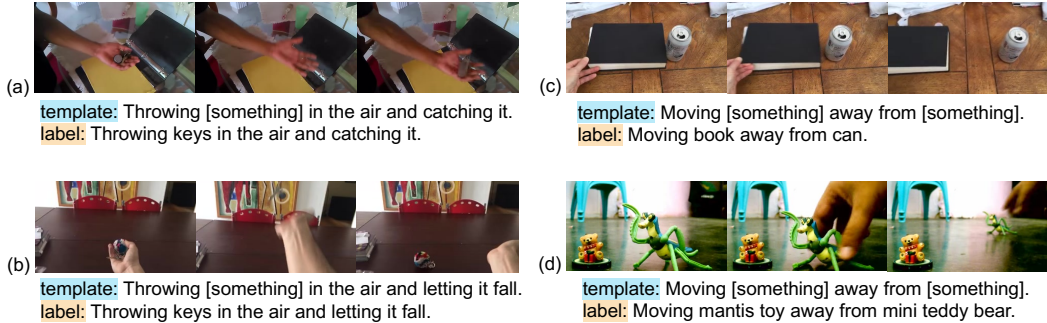 (a)
template: Throwing [something] in the air and catching it.
label: Throwing keys in the air and catching it.
(b)
template: Throwing [something] in the air and letting it fall.
label: Throwing keys in the air and letting it fall.
(c)
template: Moving [something] away from [something].
label: Moving book away from can.
(d)
template: Moving [something] away from [something].
label: Moving mantis toy away from mini teddy bear.